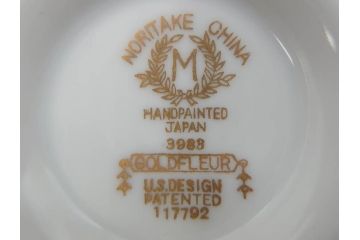 NORITAKE CHINA
M
HANDPAINTED
JAPAN
3983
GOLDFLEUR
U.S.DESIGN
PATENTED
117792